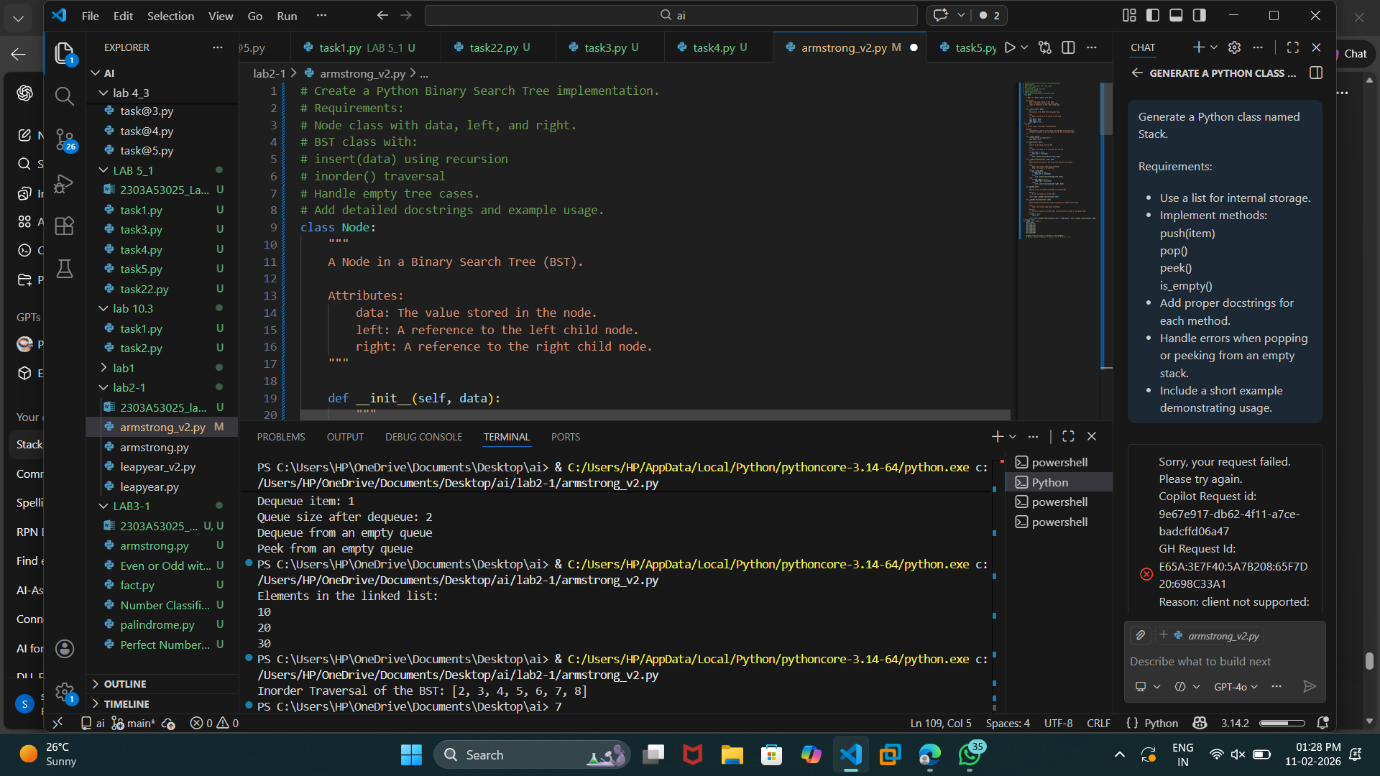 File Edit Selection View Go Run ···
ai
2
EXPLORER ···
AI
lab 4_3
task@3.py
task@4.py
task@5.py
LAB 5_1
2303A53025_La... U
task1.py U
task3.py U
task4.py U
task5.py U
task22.py U
lab 10.3
task1.py U
task2.py U
lab1
lab2-1
2303A53025_la... U
armstrong_v2.py M
armstrong.py
leapyear_v2.py
leapyear.py
LAB3-1
2303A53025_... U, U
armstrong.py U
Even or Odd wit... U
fact.py U
Number Classifi... U
palindrome.py U
Perfect Number... U
OUTLINE
TIMELINE
1
26
1
GPTs
Your
Stack
Comm
Spelli
RPN
Find
AI-As
Conn
AI for
@5.py task1.py LAB 5_1 U task22.py U task3.py U task4.py U armstrong_v2.py M task5.py
lab2-1 > armstrong_v2.py > ...
1 # Create a Python Binary Search Tree implementation.
2 # Requirements:
3 # Node class with data, left, and right.
4 # BST class with:
5 # insert(data) using recursion
6 # inorder() traversal
7 # Handle empty tree cases.
8 # Add detailed docstrings and example usage.
9 class Node:
10 """
11 A Node in a Binary Search Tree (BST).
12
13 Attributes:
14 data: The value stored in the node.
15 left: A reference to the left child node.
16 right: A reference to the right child node.
17 """
18
19 def __init__(self, data):
20 """
PROBLEMS OUTPUT DEBUG CONSOLE TERMINAL PORTS
PS C:\Users\HP\OneDrive\Documents\Desktop\ai> & C:/Users/HP/AppData/Local/Python/pythoncore-3.14-64/python.exe c:
/Users/HP/OneDrive/Documents/Desktop/ai/lab2-1/armstrong_v2.py
Dequeue item: 1
Queue size after dequeue: 2
Dequeue from an empty queue
Peek from an empty queue
PS C:\Users\HP\OneDrive\Documents\Desktop\ai> & C:/Users/HP/AppData/Local/Python/pythoncore-3.14-64/python.exe c:
/Users/HP/OneDrive/Documents/Desktop/ai/lab2-1/armstrong_v2.py
Elements in the linked list:
10
20
30
PS C:\Users\HP\OneDrive\Documents\Desktop\ai> & C:/Users/HP/AppData/Local/Python/pythoncore-3.14-64/python.exe c:
/Users/HP/OneDrive/Documents/Desktop/ai/lab2-1/armstrong_v2.py
Inorder Traversal of the BST: [2, 3, 4, 5, 6, 7, 8]
PS C:\Users\HP\OneDrive\Documents\Desktop\ai> 7
powershell
Python
powershell
powershell
CHAT
GENERATE A PYTHON CLASS ...
Generate a Python class named
Stack.
Requirements:
• Use a list for internal storage.
• Implement methods:
push(item)
pop()
peek()
is_empty()
• Add proper docstrings for
each method.
• Handle errors when popping
or peeking from an empty
stack.
• Include a short example
demonstrating usage.
Sorry, your request failed.
Please try again.
Copilot Request id:
9e67e917-db62-4f11-a7ce-
badcffd06a47
GH Request Id:
E65A:3E7F40:5A7B208:65F7D
20:698C33A1
Reason: client not supported:
armstrong_v2.py
Describe what to build next
GPT-4o
Chat
ai main* 0 0
Ln 109, Col 5 Spaces: 4 UTF-8 CRLF { } Python 3.14.2
26°C
Sunny
Search
35
ENG
IN
01:28 PM
11-02-2026